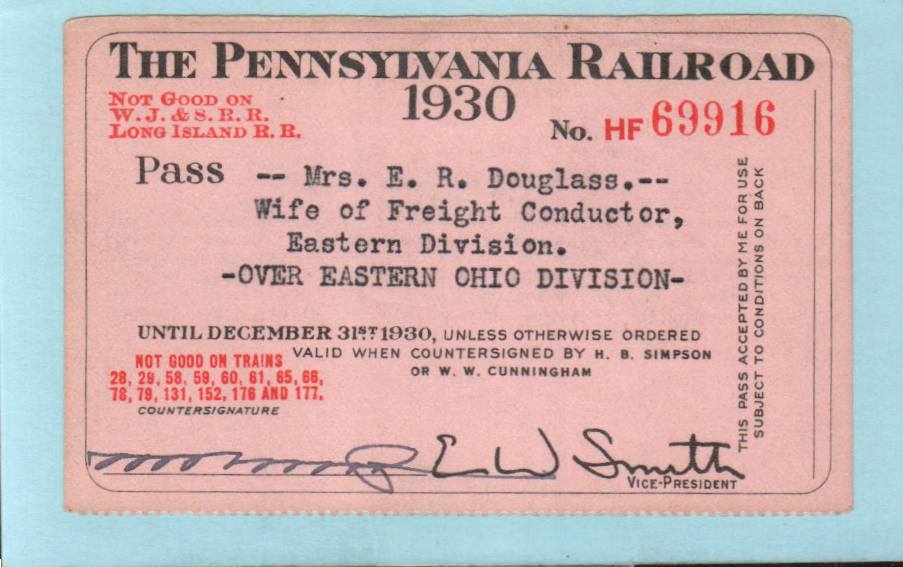 THE PENNSYLVANIA RAILROAD
NOT GOOD ON
W. J. & S. R. R.
LONG ISLAND R. R.
1930
No. HF 69916
Pass -- Mrs. E. R. Douglass.--
Wife of Freight Conductor,
Eastern Division.
-OVER EASTERN OHIO DIVISION-
UNTIL DECEMBER 31ST 1930, UNLESS OTHERWISE ORDERED
VALID WHEN COUNTERSIGNED BY H. B. SIMPSON
OR W. W. CUNNINGHAM
NOT GOOD ON TRAINS
28, 29, 58, 59, 60, 61, 65, 66,
78, 79, 131, 152, 176 AND 177.
COUNTERSIGNATURE
E W Smith
VICE-PRESIDENT
THIS PASS ACCEPTED BY ME FOR USE
SUBJECT TO CONDITIONS ON BACK